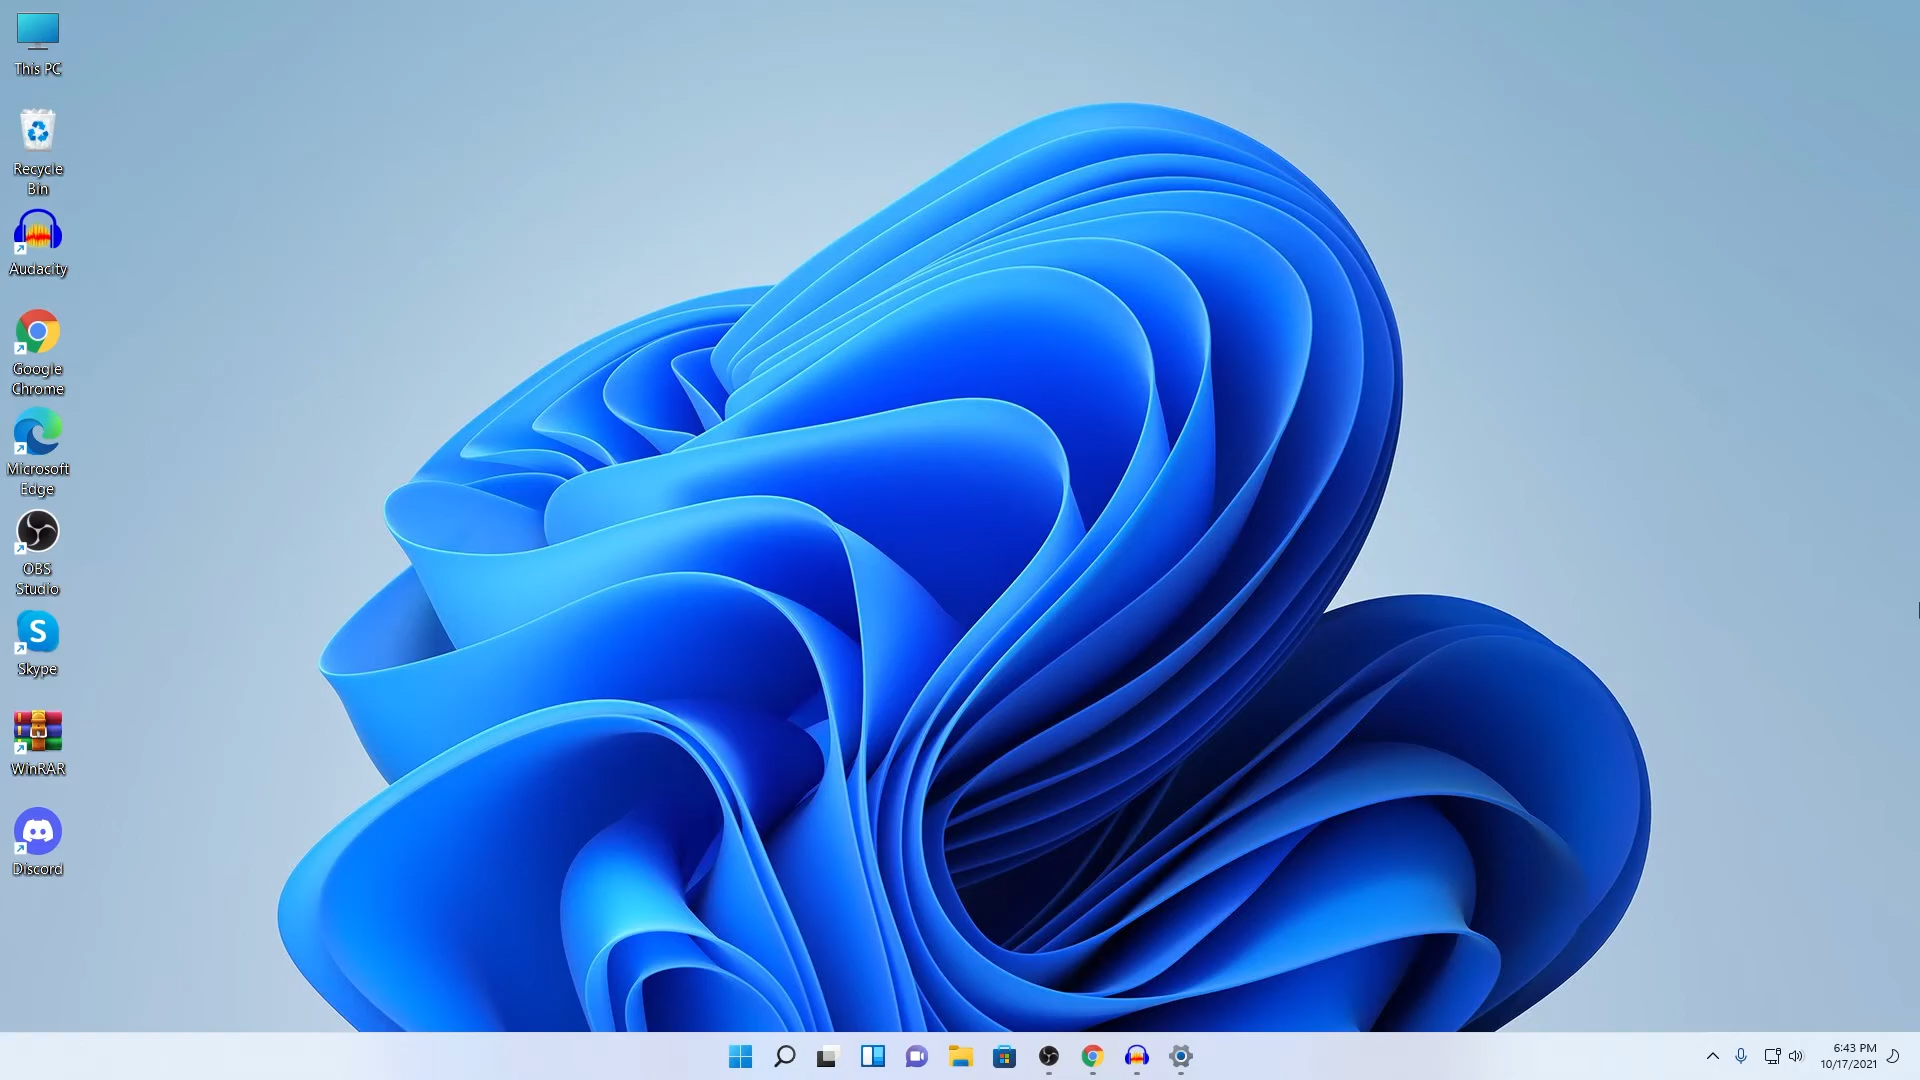 This PC
Recycle
Bin
Audacity
Google
Chrome
Microsoft
Edge
OBS
Studio
S
Skype
WinRAR
Discord
6:43 PM
10/17/2021